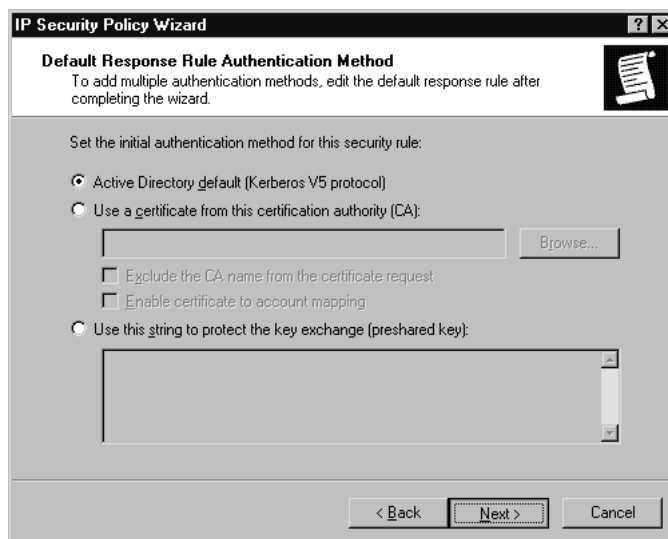 IP Security Policy Wizard
Default Response Rule Authentication Method
To add multiple authentication methods, edit the default response rule after
completing the wizard.
Set the initial authentication method for this security rule:
Active Directory default (Kerberos V5 protocol)
Use a certificate from this certification authority (CA):
Browse...
Exclude the CA name from the certificate request
Enable certificate to account mapping
Use this string to protect the key exchange (preshared key):
< Back Next > Cancel